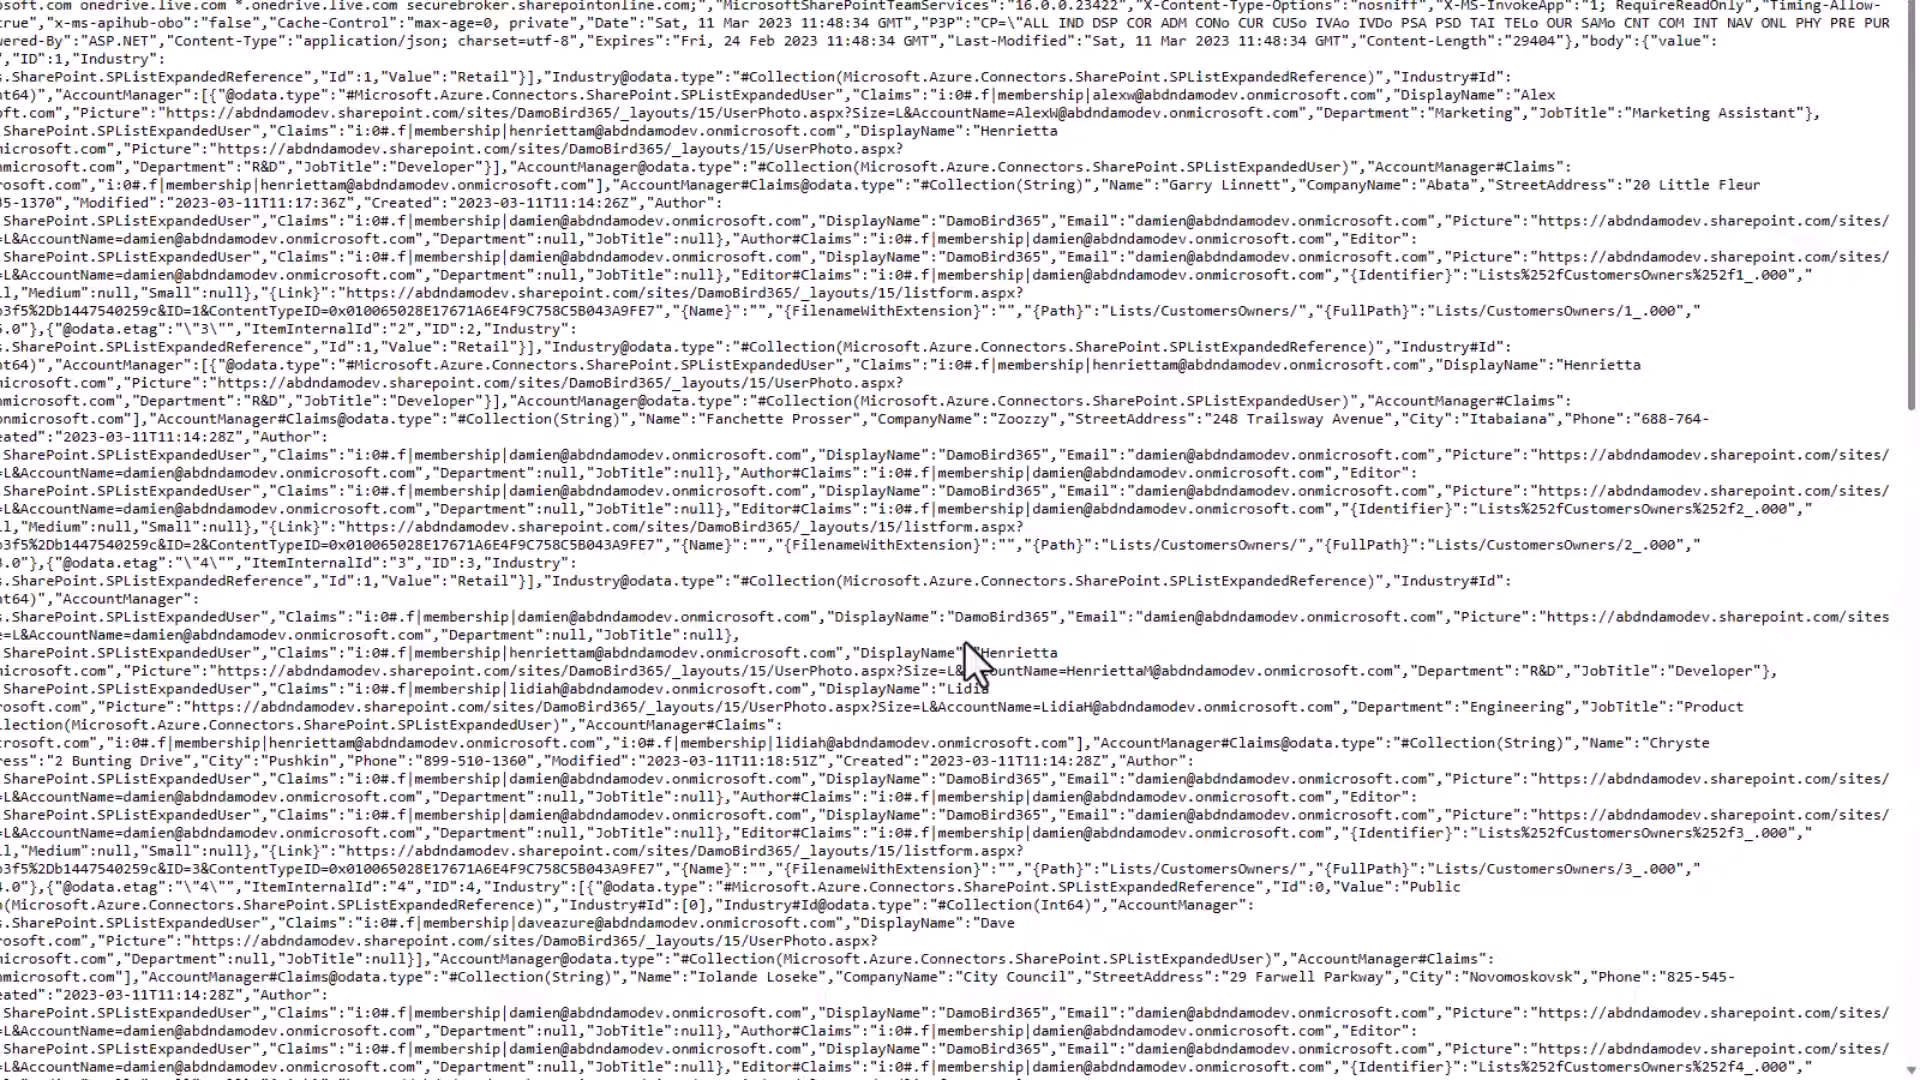 soft.com onedrive.live.com *.onedrive.live.com securebroker.sharepointonline.com;","MicrosoftSharePointTeamServices":"16.0.0.23422","X-Content-Type-Options":"nosniff","X-MS-InvokeApp":"1; RequireReadOnly","Timing-Allow-
true","x-ms-apihub-obo":"false","Cache-Control":"max-age=0, private","Date":"Sat, 11 Mar 2023 11:48:34 GMT","P3P":"CP=\"ALL IND DSP COR ADM CONo CUR CUSo IVAo IVDo PSA PSD TAI TELo OUR SAMo CNT COM INT NAV ONL PHY PRE PUR
ered-By":"ASP.NET","Content-Type":"application/json; charset=utf-8","Expires":"Fri, 24 Feb 2023 11:48:34 GMT","Last-Modified":"Sat, 11 Mar 2023 11:48:34 GMT","Content-Length":"29404"},"body":{"value":
","ID":1,"Industry":
s.SharePoint.SPListExpandedReference","Id":1,"Value":"Retail"}],"Industry@odata.type":"#Collection(Microsoft.Azure.Connectors.SharePoint.SPListExpandedReference)","Industry#Id":
nt64)","AccountManager":[{"@odata.type":"#Microsoft.Azure.Connectors.SharePoint.SPListExpandedUser","Claims":"i:0#.f|membership|alexw@abdndamodev.onmicrosoft.com","DisplayName":"Alex
oft.com","Picture":"https://abdndamodev.sharepoint.com/sites/DamoBird365/_layouts/15/UserPhoto.aspx?Size=L&AccountName=AlexW@abdndamodev.onmicrosoft.com","Department":"Marketing","JobTitle":"Marketing Assistant"},
.SharePoint.SPListExpandedUser","Claims":"i:0#.f|membership|henriettam@abdndamodev.onmicrosoft.com","DisplayName":"Henrietta
microsoft.com","Picture":"https://abdndamodev.sharepoint.com/sites/DamoBird365/_layouts/15/UserPhoto.aspx?
nmicrosoft.com","Department":"R&D","JobTitle":"Developer"}],"AccountManager@odata.type":"#Collection(Microsoft.Azure.Connectors.SharePoint.SPListExpandedUser)","AccountManager#Claims":
rosoft.com","i:0#.f|membership|henriettam@abdndamodev.onmicrosoft.com"],"AccountManager#Claims@odata.type":"#Collection(String)","Name":"Garry Linnett","CompanyName":"Abata","StreetAddress":"20 Little Fleur
35-1370","Modified":"2023-03-11T11:17:36Z","Created":"2023-03-11T11:14:26Z","Author":
.SharePoint.SPListExpandedUser","Claims":"i:0#.f|membership|damien@abdndamodev.onmicrosoft.com","DisplayName":"DamoBird365","Email":"damien@abdndamodev.onmicrosoft.com","Picture":"https://abdndamodev.sharepoint.com/sites/
=L&AccountName=damien@abdndamodev.onmicrosoft.com","Department":null,"JobTitle":null},"Author#Claims":"i:0#.f|membership|damien@abdndamodev.onmicrosoft.com","Editor":
.SharePoint.SPListExpandedUser","Claims":"i:0#.f|membership|damien@abdndamodev.onmicrosoft.com","DisplayName":"DamoBird365","Email":"damien@abdndamodev.onmicrosoft.com","Picture":"https://abdndamodev.sharepoint.com/sites/
=L&AccountName=damien@abdndamodev.onmicrosoft.com","Department":null,"JobTitle":null},"Editor#Claims":"i:0#.f|membership|damien@abdndamodev.onmicrosoft.com","{Identifier}":"Lists%252fCustomersOwners%252f1_.000","
l,"Medium":null,"Small":null},"{Link}":"https://abdndamodev.sharepoint.com/sites/DamoBird365/_layouts/15/listform.aspx?
b3f5%2Db1447540259c&ID=1&ContentTypeID=0x010065028E17671A6E4F9C758C5B043A9FE7","{Name}":"","{FilenameWithExtension}":"","{Path}":"Lists/CustomersOwners/","{FullPath}":"Lists/CustomersOwners/1_.000","
.0"},{"@odata.etag":"\"3\"","ItemInternalId":"2","ID":2,"Industry":
s.SharePoint.SPListExpandedReference","Id":1,"Value":"Retail"}],"Industry@odata.type":"#Collection(Microsoft.Azure.Connectors.SharePoint.SPListExpandedReference)","Industry#Id":
nt64)","AccountManager":[{"@odata.type":"#Microsoft.Azure.Connectors.SharePoint.SPListExpandedUser","Claims":"i:0#.f|membership|henriettam@abdndamodev.onmicrosoft.com","DisplayName":"Henrietta
microsoft.com","Picture":"https://abdndamodev.sharepoint.com/sites/DamoBird365/_layouts/15/UserPhoto.aspx?
nmicrosoft.com","Department":"R&D","JobTitle":"Developer"}],"AccountManager@odata.type":"#Collection(Microsoft.Azure.Connectors.SharePoint.SPListExpandedUser)","AccountManager#Claims":
onmicrosoft.com"],"AccountManager#Claims@odata.type":"#Collection(String)","Name":"Fanchette Prosser","CompanyName":"Zoozzy","StreetAddress":"248 Trailsway Avenue","City":"Itabaiana","Phone":"688-764-
eated":"2023-03-11T11:14:28Z","Author":
.SharePoint.SPListExpandedUser","Claims":"i:0#.f|membership|damien@abdndamodev.onmicrosoft.com","DisplayName":"DamoBird365","Email":"damien@abdndamodev.onmicrosoft.com","Picture":"https://abdndamodev.sharepoint.com/sites/
=L&AccountName=damien@abdndamodev.onmicrosoft.com","Department":null,"JobTitle":null},"Author#Claims":"i:0#.f|membership|damien@abdndamodev.onmicrosoft.com","Editor":
.SharePoint.SPListExpandedUser","Claims":"i:0#.f|membership|damien@abdndamodev.onmicrosoft.com","DisplayName":"DamoBird365","Email":"damien@abdndamodev.onmicrosoft.com","Picture":"https://abdndamodev.sharepoint.com/sites/
=L&AccountName=damien@abdndamodev.onmicrosoft.com","Department":null,"JobTitle":null},"Editor#Claims":"i:0#.f|membership|damien@abdndamodev.onmicrosoft.com","{Identifier}":"Lists%252fCustomersOwners%252f2_.000","
l,"Medium":null,"Small":null},"{Link}":"https://abdndamodev.sharepoint.com/sites/DamoBird365/_layouts/15/listform.aspx?
b3f5%2Db1447540259c&ID=2&ContentTypeID=0x010065028E17671A6E4F9C758C5B043A9FE7","{Name}":"","{FilenameWithExtension}":"","{Path}":"Lists/CustomersOwners/","{FullPath}":"Lists/CustomersOwners/2_.000","
.0"},{"@odata.etag":"\"4\"","ItemInternalId":"3","ID":3,"Industry":
s.SharePoint.SPListExpandedReference","Id":1,"Value":"Retail"}],"Industry@odata.type":"#Collection(Microsoft.Azure.Connectors.SharePoint.SPListExpandedReference)","Industry#Id":
nt64)","AccountManager":
.SharePoint.SPListExpandedUser","Claims":"i:0#.f|membership|damien@abdndamodev.onmicrosoft.com","DisplayName":"DamoBird365","Email":"damien@abdndamodev.onmicrosoft.com","Picture":"https://abdndamodev.sharepoint.com/sites
=L&AccountName=damien@abdndamodev.onmicrosoft.com","Department":null,"JobTitle":null},
.SharePoint.SPListExpandedUser","Claims":"i:0#.f|membership|henriettam@abdndamodev.onmicrosoft.com","DisplayName":"Henrietta
microsoft.com","Picture":"https://abdndamodev.sharepoint.com/sites/DamoBird365/_layouts/15/UserPhoto.aspx?Size=L& ountName=HenriettaM@abdndamodev.onmicrosoft.com","Department":"R&D","JobTitle":"Developer"},
.SharePoint.SPListExpandedUser","Claims":"i:0#.f|membership|lidiah@abdndamodev.onmicrosoft.com","DisplayName":"Lidia
rosoft.com","Picture":"https://abdndamodev.sharepoint.com/sites/DamoBird365/_layouts/15/UserPhoto.aspx?Size=L&AccountName=LidiaH@abdndamodev.onmicrosoft.com","Department":"Engineering","JobTitle":"Product
llection(Microsoft.Azure.Connectors.SharePoint.SPListExpandedUser)","AccountManager#Claims":
rosoft.com","i:0#.f|membership|henriettam@abdndamodev.onmicrosoft.com","i:0#.f|membership|lidiah@abdndamodev.onmicrosoft.com"],"AccountManager#Claims@odata.type":"#Collection(String)","Name":"Chryste
ress":"2 Bunting Drive","City":"Pushkin","Phone":"899-510-1360","Modified":"2023-03-11T11:18:51Z","Created":"2023-03-11T11:14:28Z","Author":
.SharePoint.SPListExpandedUser","Claims":"i:0#.f|membership|damien@abdndamodev.onmicrosoft.com","DisplayName":"DamoBird365","Email":"damien@abdndamodev.onmicrosoft.com","Picture":"https://abdndamodev.sharepoint.com/sites/
=L&AccountName=damien@abdndamodev.onmicrosoft.com","Department":null,"JobTitle":null},"Author#Claims":"i:0#.f|membership|damien@abdndamodev.onmicrosoft.com","Editor":
.SharePoint.SPListExpandedUser","Claims":"i:0#.f|membership|damien@abdndamodev.onmicrosoft.com","DisplayName":"DamoBird365","Email":"damien@abdndamodev.onmicrosoft.com","Picture":"https://abdndamodev.sharepoint.com/sites/
=L&AccountName=damien@abdndamodev.onmicrosoft.com","Department":null,"JobTitle":null},"Editor#Claims":"i:0#.f|membership|damien@abdndamodev.onmicrosoft.com","{Identifier}":"Lists%252fCustomersOwners%252f3_.000","
l,"Medium":null,"Small":null},"{Link}":"https://abdndamodev.sharepoint.com/sites/DamoBird365/_layouts/15/listform.aspx?
b3f5%2Db1447540259c&ID=3&ContentTypeID=0x010065028E17671A6E4F9C758C5B043A9FE7","{Name}":"","{FilenameWithExtension}":"","{Path}":"Lists/CustomersOwners/","{FullPath}":"Lists/CustomersOwners/3_.000","
4.0"},{"@odata.etag":"\"4\"","ItemInternalId":"4","ID":4,"Industry":[{"@odata.type":"#Microsoft.Azure.Connectors.SharePoint.SPListExpandedReference","Id":0,"Value":"Public
n(Microsoft.Azure.Connectors.SharePoint.SPListExpandedReference)","Industry#Id":[0],"Industry#Id@odata.type":"#Collection(Int64)","AccountManager":
s.SharePoint.SPListExpandedUser","Claims":"i:0#.f|membership|daveazure@abdndamodev.onmicrosoft.com","DisplayName":"Dave
rosoft.com","Picture":"https://abdndamodev.sharepoint.com/sites/DamoBird365/_layouts/15/UserPhoto.aspx?
microsoft.com","Department":null,"JobTitle":null}],"AccountManager@odata.type":"#Collection(Microsoft.Azure.Connectors.SharePoint.SPListExpandedUser)","AccountManager#Claims":
nmicrosoft.com"],"AccountManager#Claims@odata.type":"#Collection(String)","Name":"Iolande Loseke","CompanyName":"City Council","StreetAddress":"29 Farwell Parkway","City":"Novomoskovsk","Phone":"825-545-
eated":"2023-03-11T11:14:28Z","Author":
.SharePoint.SPListExpandedUser","Claims":"i:0#.f|membership|damien@abdndamodev.onmicrosoft.com","DisplayName":"DamoBird365","Email":"damien@abdndamodev.onmicrosoft.com","Picture":"https://abdndamodev.sharepoint.com/sites/
=L&AccountName=damien@abdndamodev.onmicrosoft.com","Department":null,"JobTitle":null},"Author#Claims":"i:0#.f|membership|damien@abdndamodev.onmicrosoft.com","Editor":
.SharePoint.SPListExpandedUser","Claims":"i:0#.f|membership|damien@abdndamodev.onmicrosoft.com","DisplayName":"DamoBird365","Email":"damien@abdndamodev.onmicrosoft.com","Picture":"https://abdndamodev.sharepoint.com/sites/
=L&AccountName=damien@abdndamodev.onmicrosoft.com","Department":null,"JobTitle":null},"Editor#Claims":"i:0#.f|membership|damien@abdndamodev.onmicrosoft.com","{Identifier}":"Lists%252fCustomersOwners%252f4_.000","